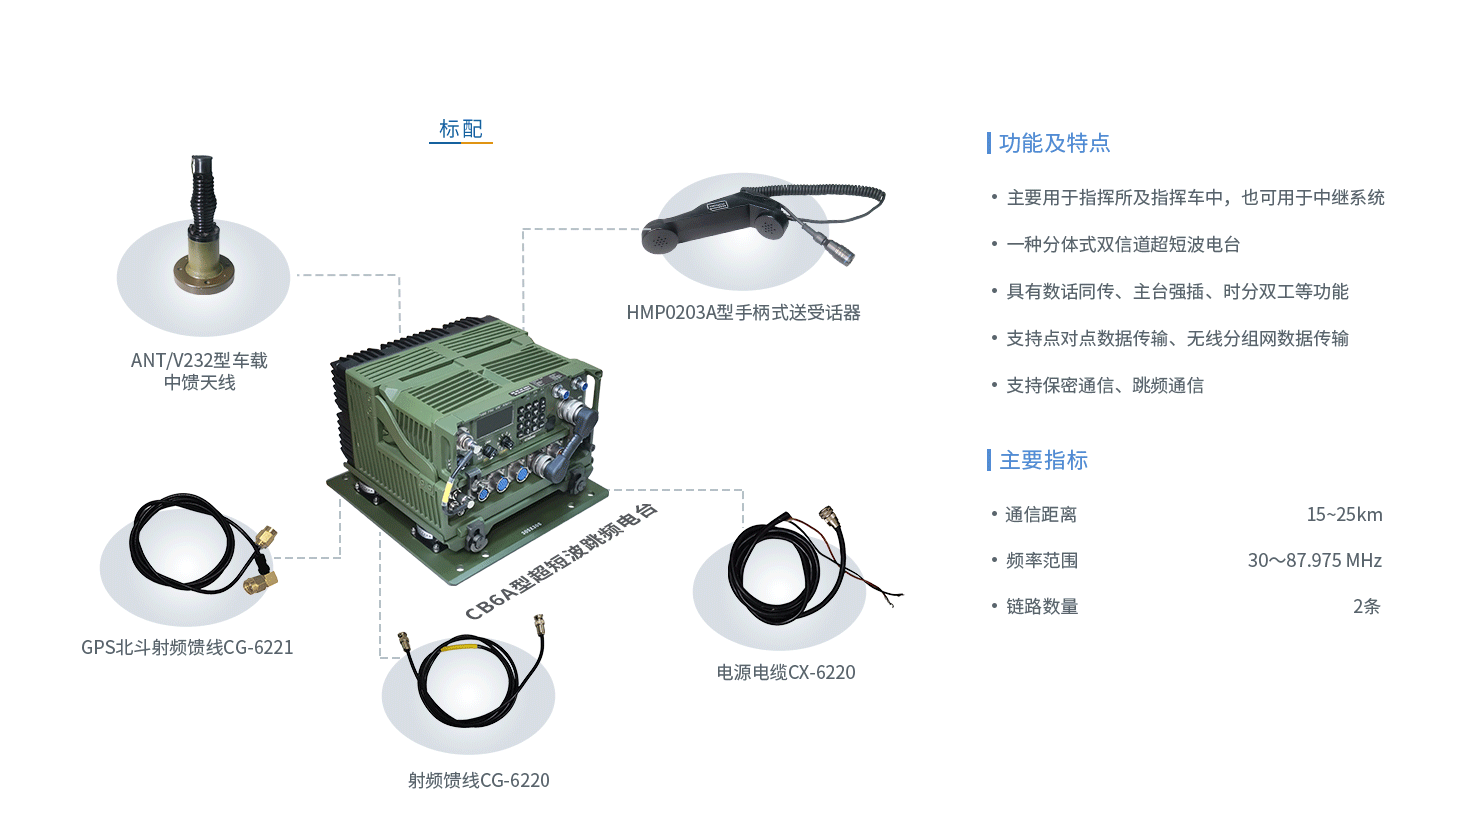 标配
ANT/V232型车载
中馈天线
HMP0203A型手柄式送受话器
CB6A型超短波跳频电台
GPS北斗射频馈线CG-6221
射频馈线CG-6220
电源电缆CX-6220
功能及特点
• 主要用于指挥所及指挥车中，也可用于中继系统
• 一种分体式双信道超短波电台
• 具有数话同传、主台强插、时分双工等功能
• 支持点对点数据传输、无线分组网数据传输
• 支持保密通信、跳频通信
主要指标
• 通信距离 15~25km
• 频率范围 30～87.975 MHz
• 链路数量 2条